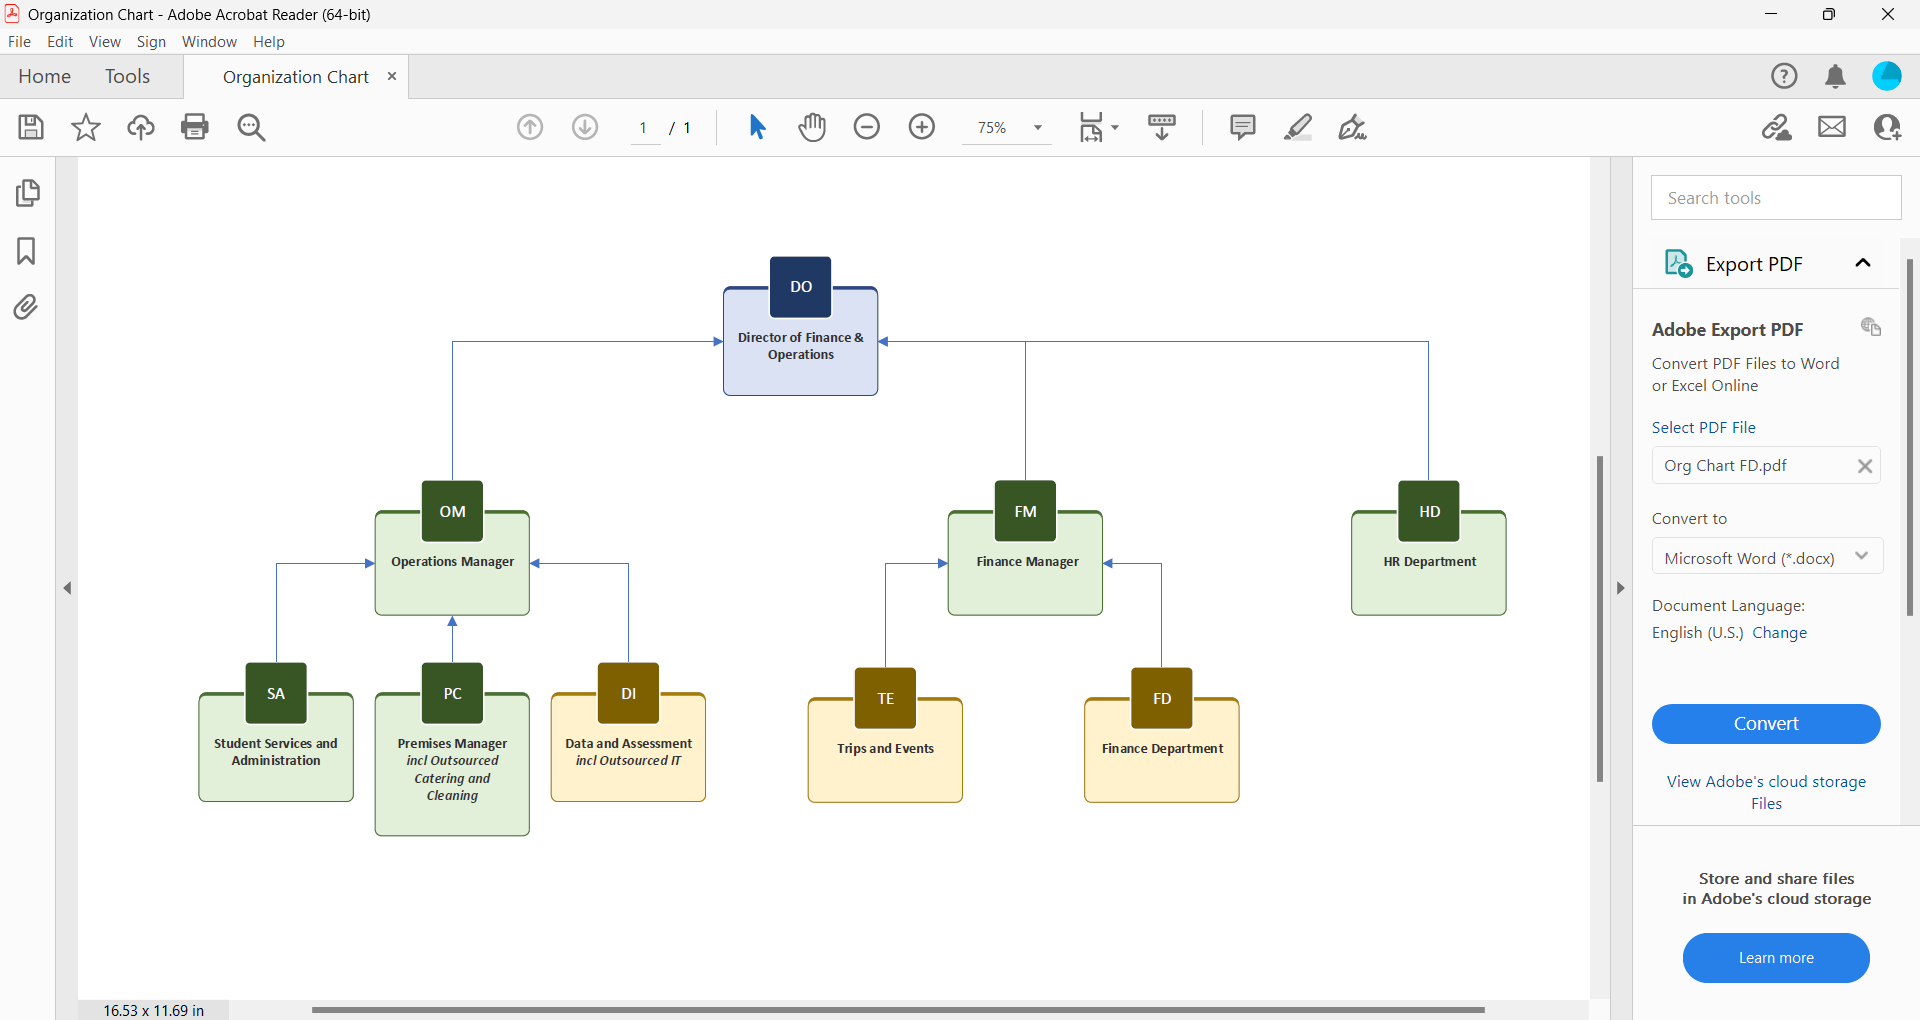 Organization Chart - Adobe Acrobat Reader (64-bit)
File Edit View Sign Window Help
Home Tools Organization Chart
1 / 1 75%
DO
Director of Finance &
Operations
OM
Operations Manager
FM
Finance Manager
HD
HR Department
SA
Student Services and
Administration
PC
Premises Manager
incl Outsourced
Catering and
Cleaning
DI
Data and Assessment
incl Outsourced IT
TE
Trips and Events
FD
Finance Department
16.53 x 11.69 in
Search tools
Export PDF
Adobe Export PDF
Convert PDF Files to Word
or Excel Online
Select PDF File
Org Chart FD.pdf
Convert to
Microsoft Word (*.docx)
Document Language:
English (U.S.) Change
Convert
View Adobe's cloud storage
Files
Store and share files
in Adobe's cloud storage
Learn more